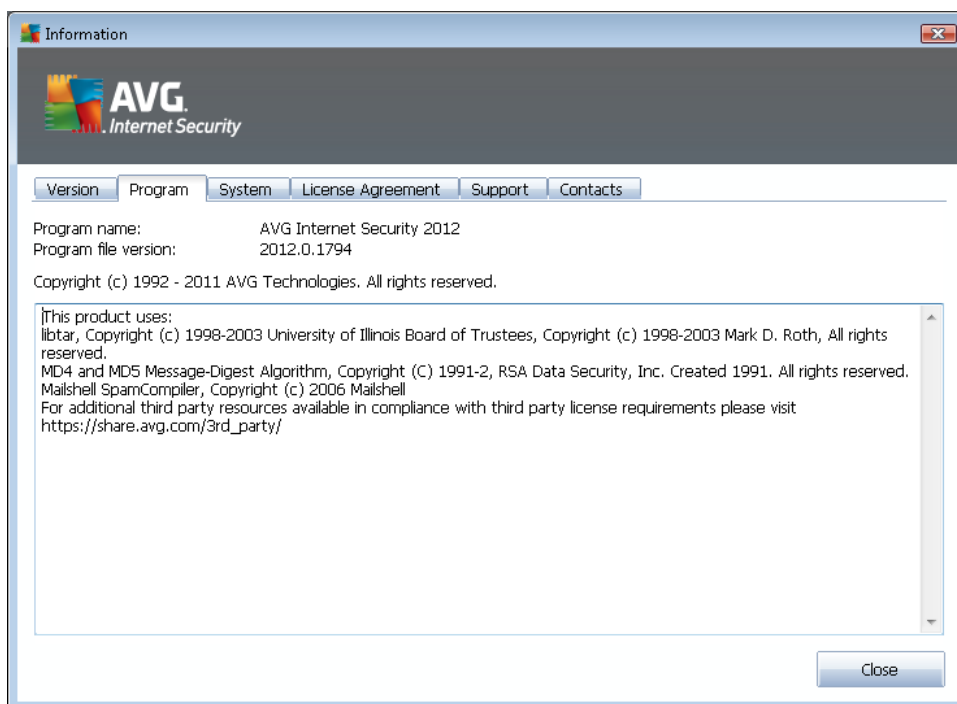 Information
AVG.
Internet Security
Version Program System License Agreement Support Contacts
Program name: AVG Internet Security 2012
Program file version: 2012.0.1794
Copyright (c) 1992 - 2011 AVG Technologies. All rights reserved.
This product uses:
libtar, Copyright (c) 1998-2003 University of Illinois Board of Trustees, Copyright (c) 1998-2003 Mark D. Roth, All rights
reserved.
MD4 and MD5 Message-Digest Algorithm, Copyright (C) 1991-2, RSA Data Security, Inc. Created 1991. All rights reserved.
Mailshell SpamCompiler, Copyright (c) 2006 Mailshell
For additional third party resources available in compliance with third party license requirements please visit
https://share.avg.com/3rd_party/
Close